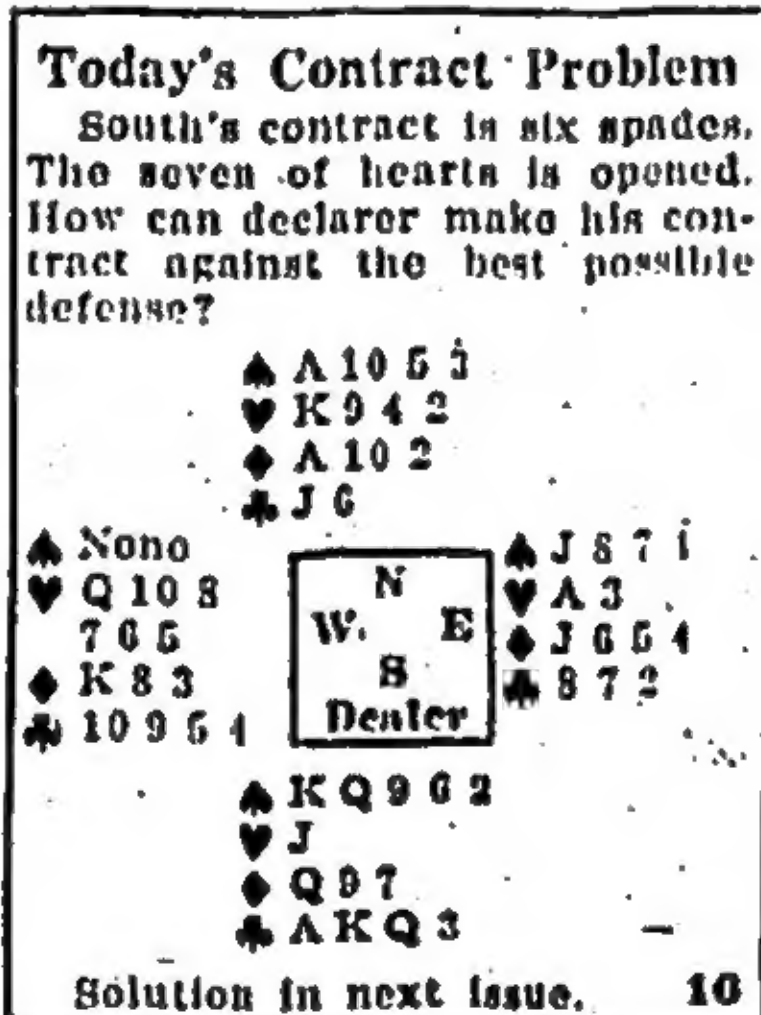 Today's Contract Problem
South's contract is six spades.
The seven of hearts is opened.
How can declarer make his con-
tract against the best possible
defense?
♠ A 10 5 3
♥ K 9 4 2
♦ A 10 2
♣ J 6
♠ None
♥ Q 10 8
7 6 5
♦ K 8 3
♣ 10 9 5 4
N
W. E
S
Dealer
♠ J 8 7 4
♥ A 3
♦ J 6 5 4
♣ 8 7 2
♠ K Q 9 6 2
♥ J
♦ Q 9 7
♣ A K Q 3
Solution in next issue. 10